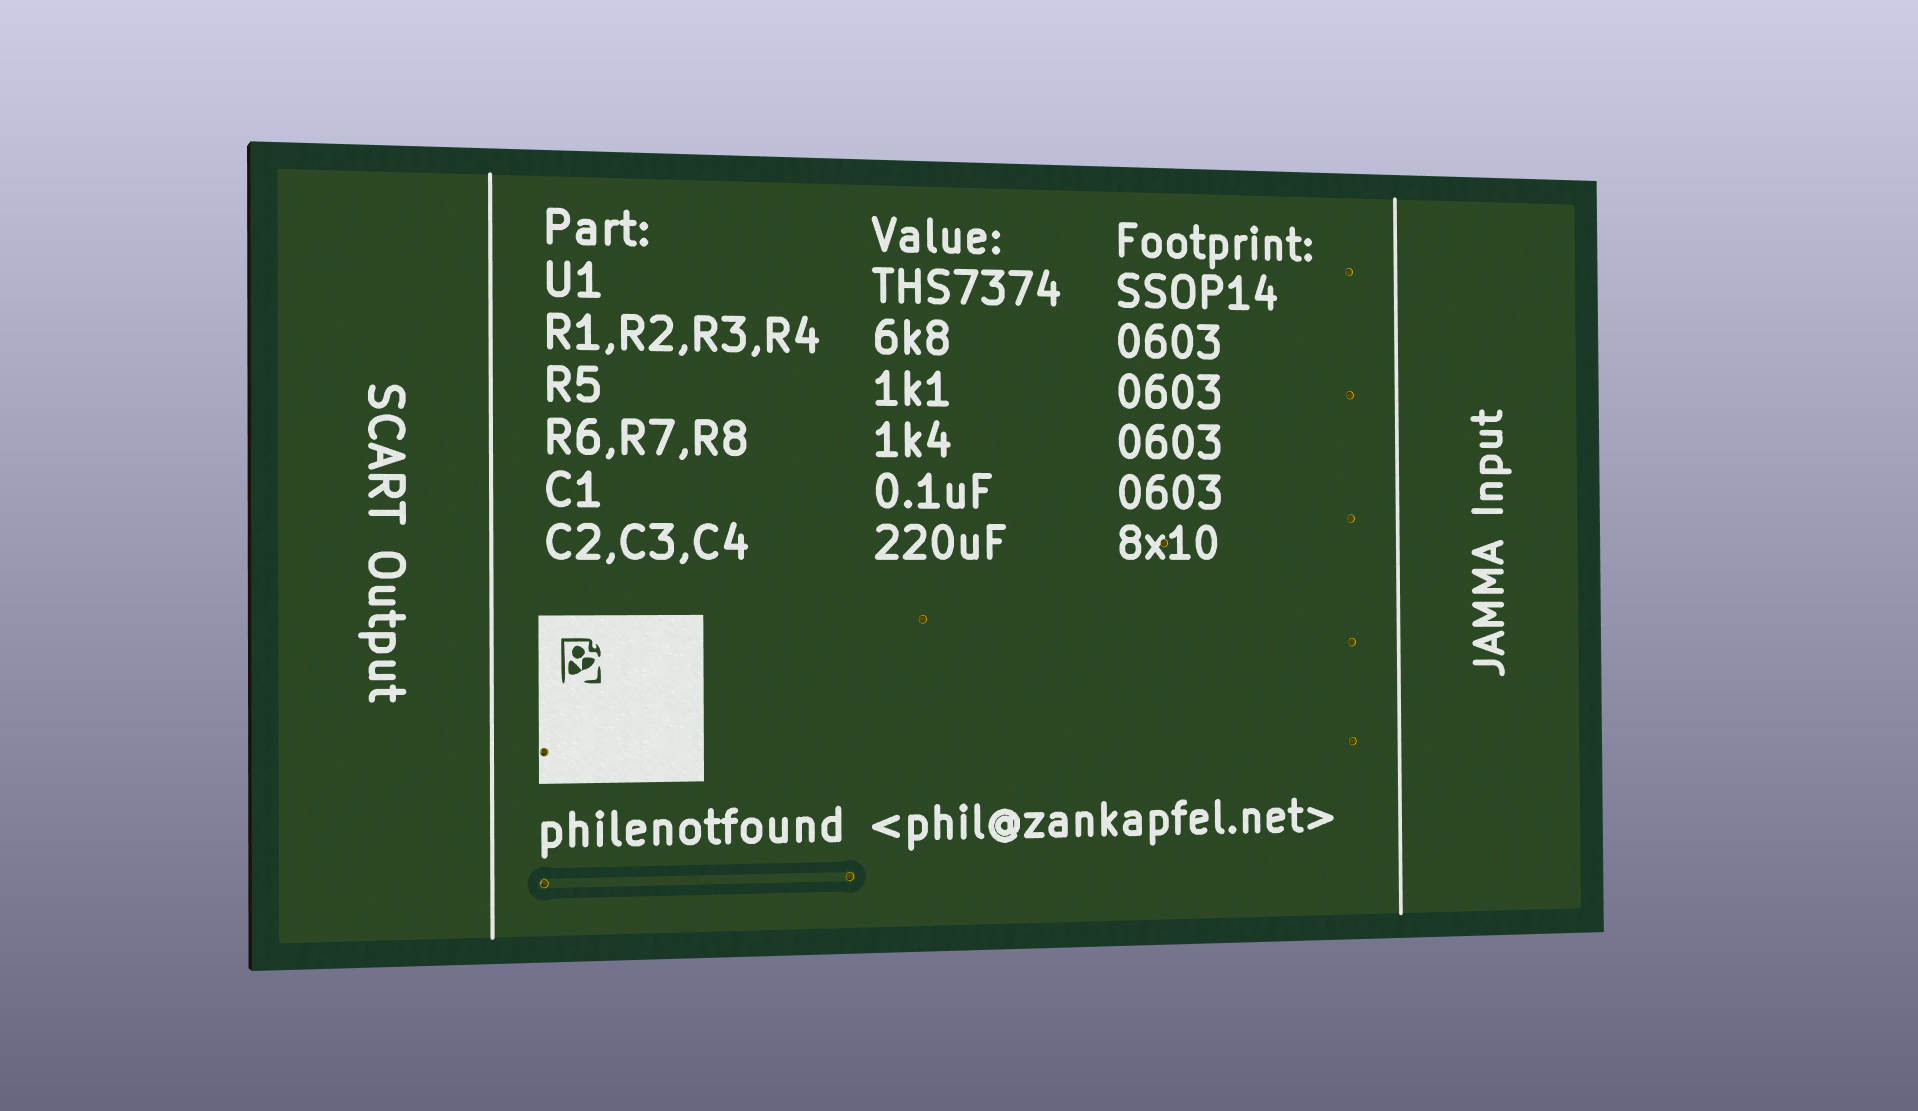 SCART Output
Part: Value: Footprint:
U1 THS7374 SSOP14
R1,R2,R3,R4 6k8 0603
R5 1k1 0603
R6,R7,R8 1k4 0603
C1 0.1uF 0603
C2,C3,C4 220uF 8x10
philenotfound <phil@zankapfel.net>
JAMMA Input